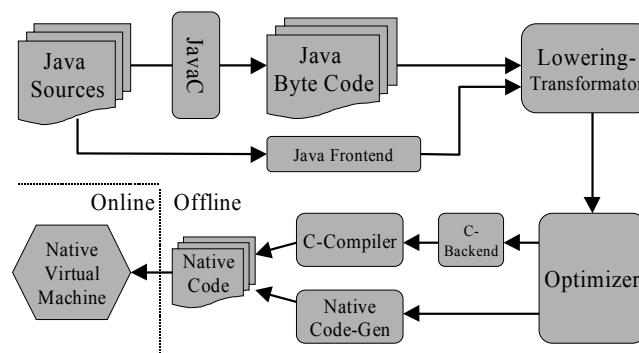 Java
Sources
JavaC
Java
Byte Code
Lowering-
Transformator
Java Frontend
Online
Offline
Native
Virtual
Machine
Native
Code
C-Compiler
C-
Backend
Native
Code-Gen
Optimizer